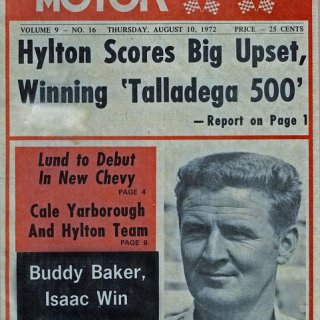 MOTOR
VOLUME 9 – NO. 16 THURSDAY, AUGUST 10, 1972 PRICE – 25 CENTS
Hylton Scores Big Upset,
Winning 'Talladega 500'
—Report on Page 1
Lund to Debut
In New Chevy
PAGE 4
Cale Yarborough
And Hylton Team
PAGE 6
Buddy Baker,
Isaac Win